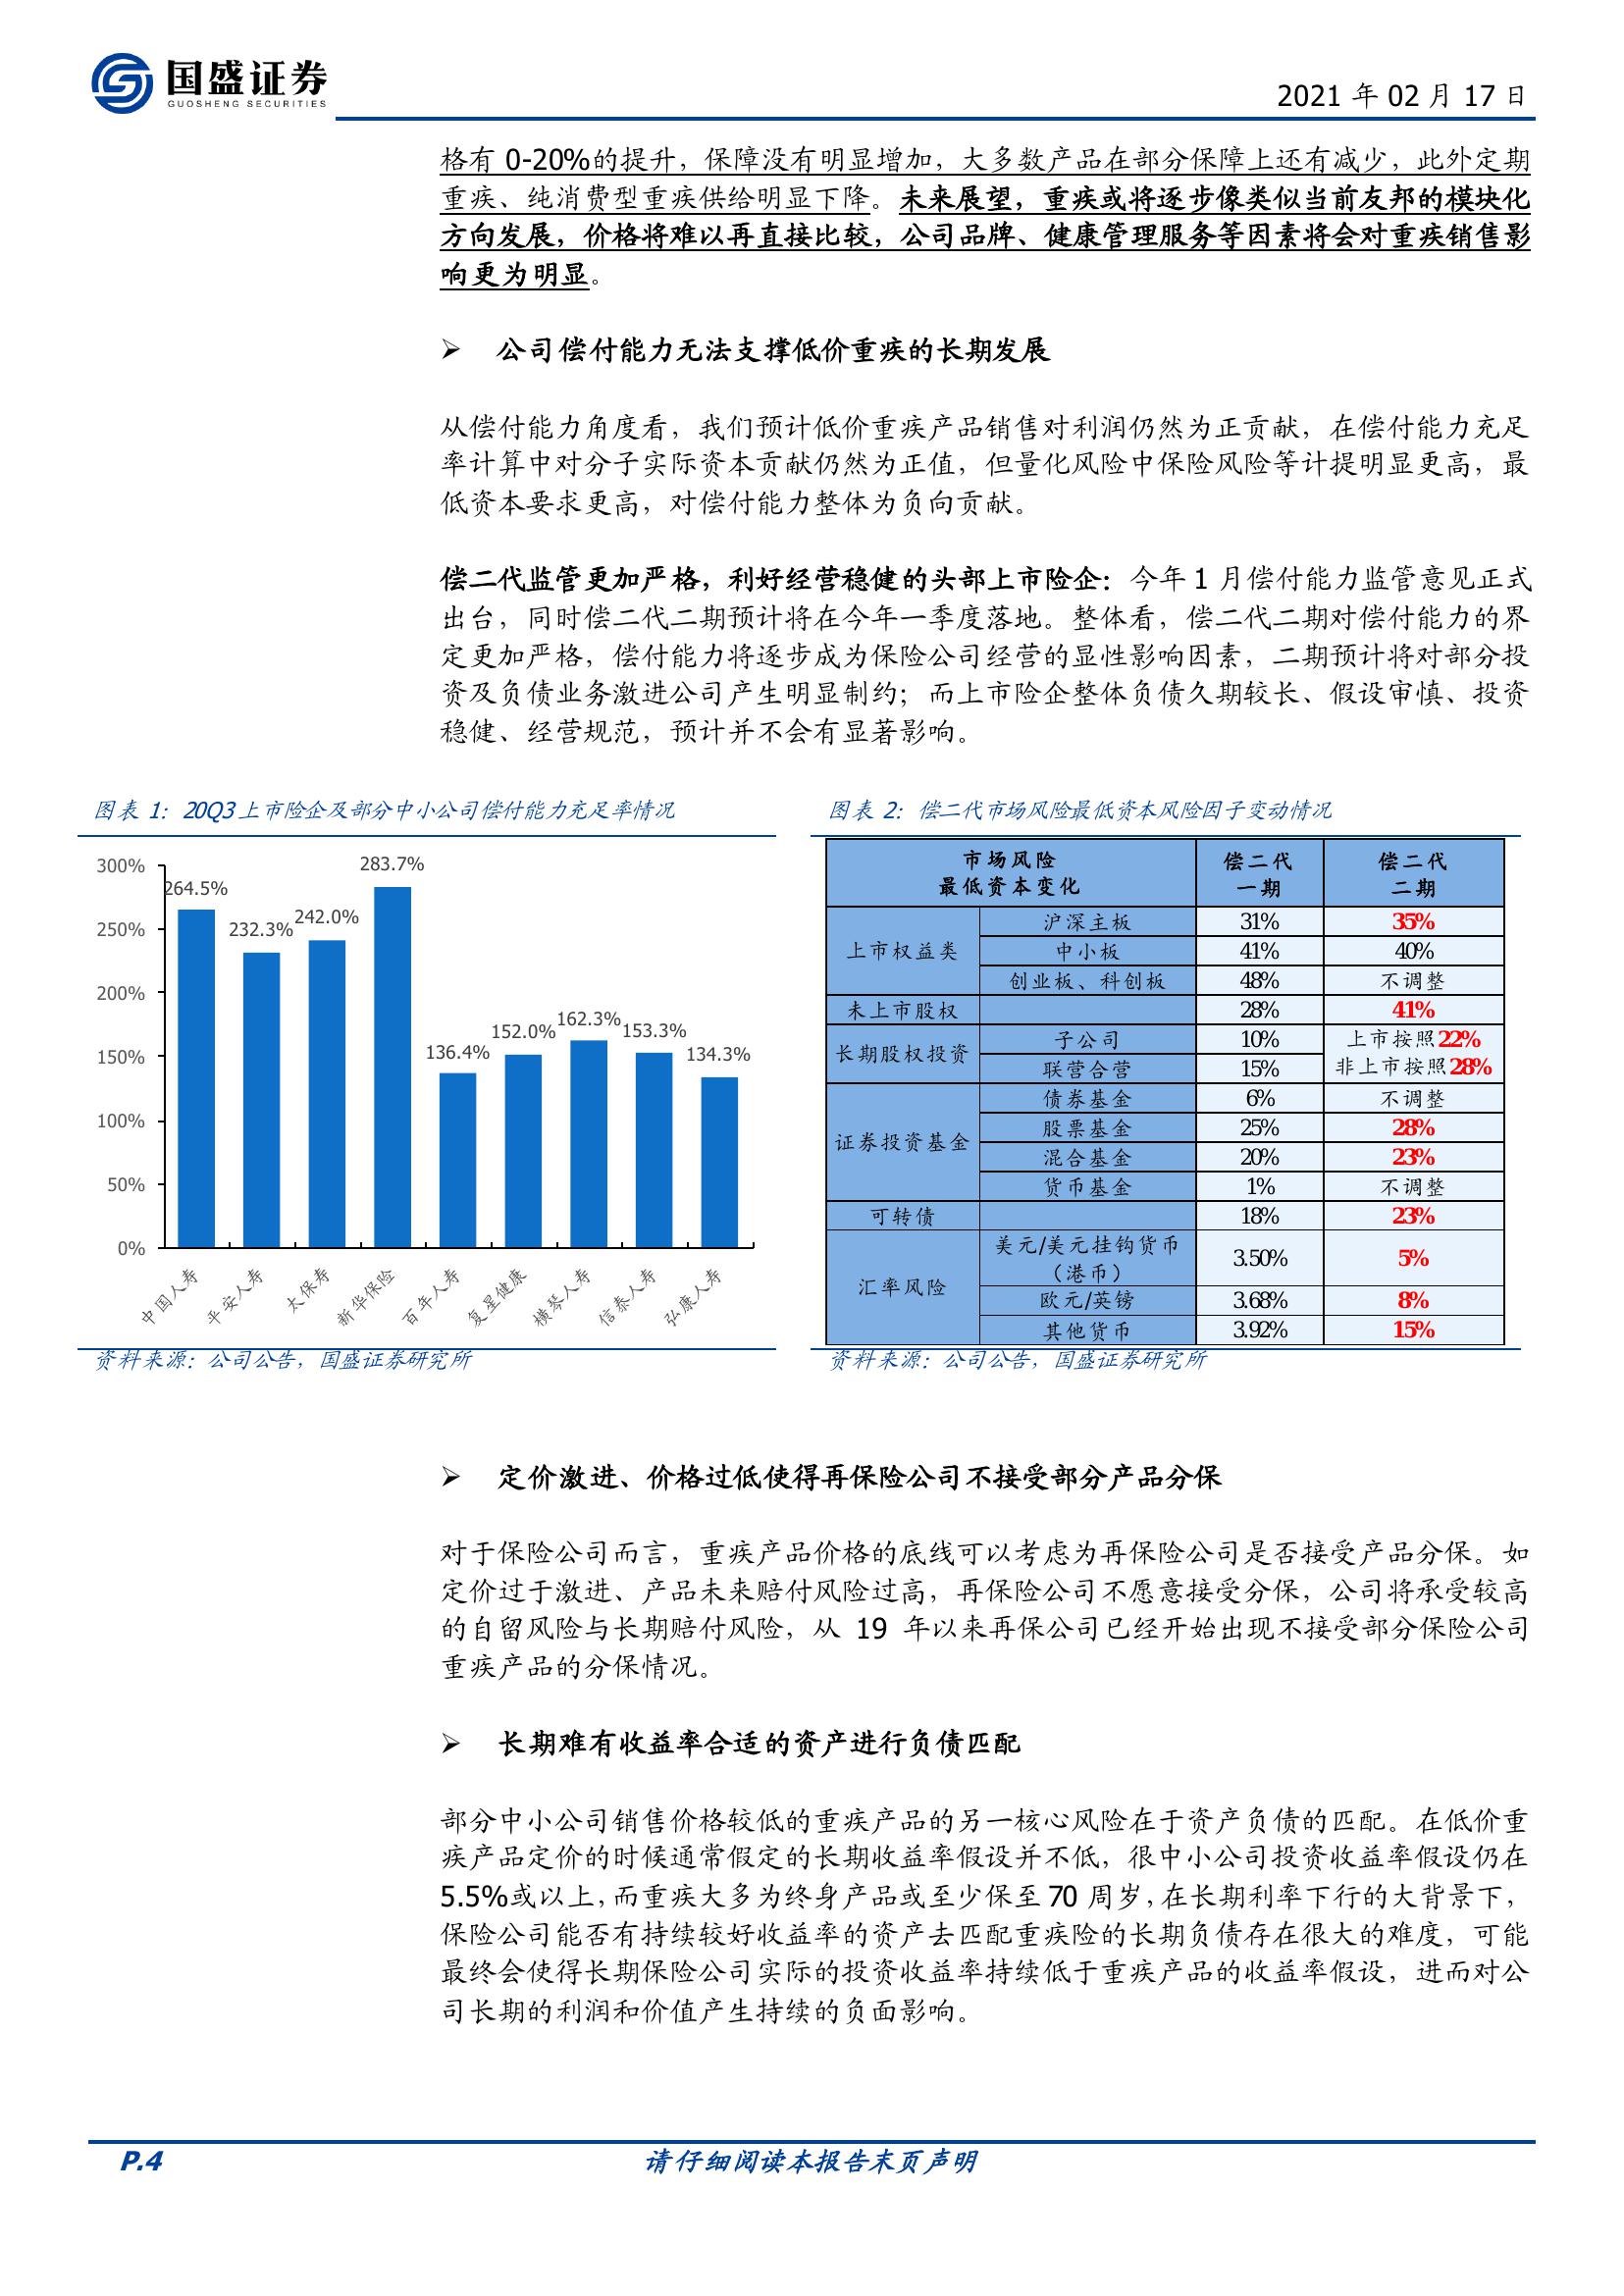 国盛证券
GUOSHENG SECURITIES
2021 年 02 月 17 日
格有 0-20%的提升，保障没有明显增加，大多数产品在部分保障上还有减少，此外定期
重疾、纯消费型重疾供给明显下降。未来展望，重疾或将逐步像类似当前友邦的模块化
方向发展，价格将难以再直接比较，公司品牌、健康管理服务等因素将会对重疾销售影
响更为明显。
➢ 公司偿付能力无法支撑低价重疾的长期发展
从偿付能力角度看，我们预计低价重疾产品销售对利润仍然为正贡献，在偿付能力充足
率计算中对分子实际资本贡献仍然为正值，但量化风险中保险风险等计提明显更高，最
低资本要求更高，对偿付能力整体为负向贡献。
偿二代监管更加严格，利好经营稳健的头部上市险企：今年 1 月偿付能力监管意见正式
出台，同时偿二代二期预计将在今年一季度落地。整体看，偿二代二期对偿付能力的界
定更加严格，偿付能力将逐步成为保险公司经营的显性影响因素，二期预计将对部分投
资及负债业务激进公司产生明显制约；而上市险企整体负债久期较长、假设审慎、投资
稳健、经营规范，预计并不会有显著影响。
图表 1：20Q3 上市险企及部分中小公司偿付能力充足率情况
300%
250%
200%
150%
100%
50%
0%
264.5%
232.3%
242.0%
283.7%
136.4%
152.0%
162.3%
153.3%
134.3%
中国人寿
平安人寿
太保寿
新华保险
百年人寿
复星健康
横琴人寿
信泰人寿
弘康人寿
资料来源：公司公告，国盛证券研究所
图表 2：偿二代市场风险最低资本风险因子变动情况
市场风险
最低资本变化
偿二代
一期
偿二代
二期
上市权益类
沪深主板 31% 35%
中小板 41% 40%
创业板、科创板 48% 不调整
未上市股权 28% 41%
长期股权投资
子公司 10% 上市按照22%
联营合营 15% 非上市按照28%
证券投资基金
债券基金 6% 不调整
股票基金 25% 28%
混合基金 20% 23%
货币基金 1% 不调整
可转债 18% 23%
汇率风险
美元/美元挂钩货币
（港币） 3.50% 5%
欧元/英镑 3.68% 8%
其他货币 3.92% 15%
资料来源：公司公告，国盛证券研究所
➢ 定价激进、价格过低使得再保险公司不接受部分产品分保
对于保险公司而言，重疾产品价格的底线可以考虑为再保险公司是否接受产品分保。如
定价过于激进、产品未来赔付风险过高，再保险公司不愿意接受分保，公司将承受较高
的自留风险与长期赔付风险，从 19 年以来再保公司已经开始出现不接受部分保险公司
重疾产品的分保情况。
➢ 长期难有收益率合适的资产进行负债匹配
部分中小公司销售价格较低的重疾产品的另一核心风险在于资产负债的匹配。在低价重
疾产品定价的时候通常假定的长期收益率假设并不低，很中小公司投资收益率假设仍在
5.5%或以上，而重疾大多为终身产品或至少保至 70 周岁，在长期利率下行的大背景下，
保险公司能否有持续较好收益率的资产去匹配重疾险的长期负债存在很大的难度，可能
最终会使得长期保险公司实际的投资收益率持续低于重疾产品的收益率假设，进而对公
司长期的利润和价值产生持续的负面影响。
P.4
请仔细阅读本报告末页声明